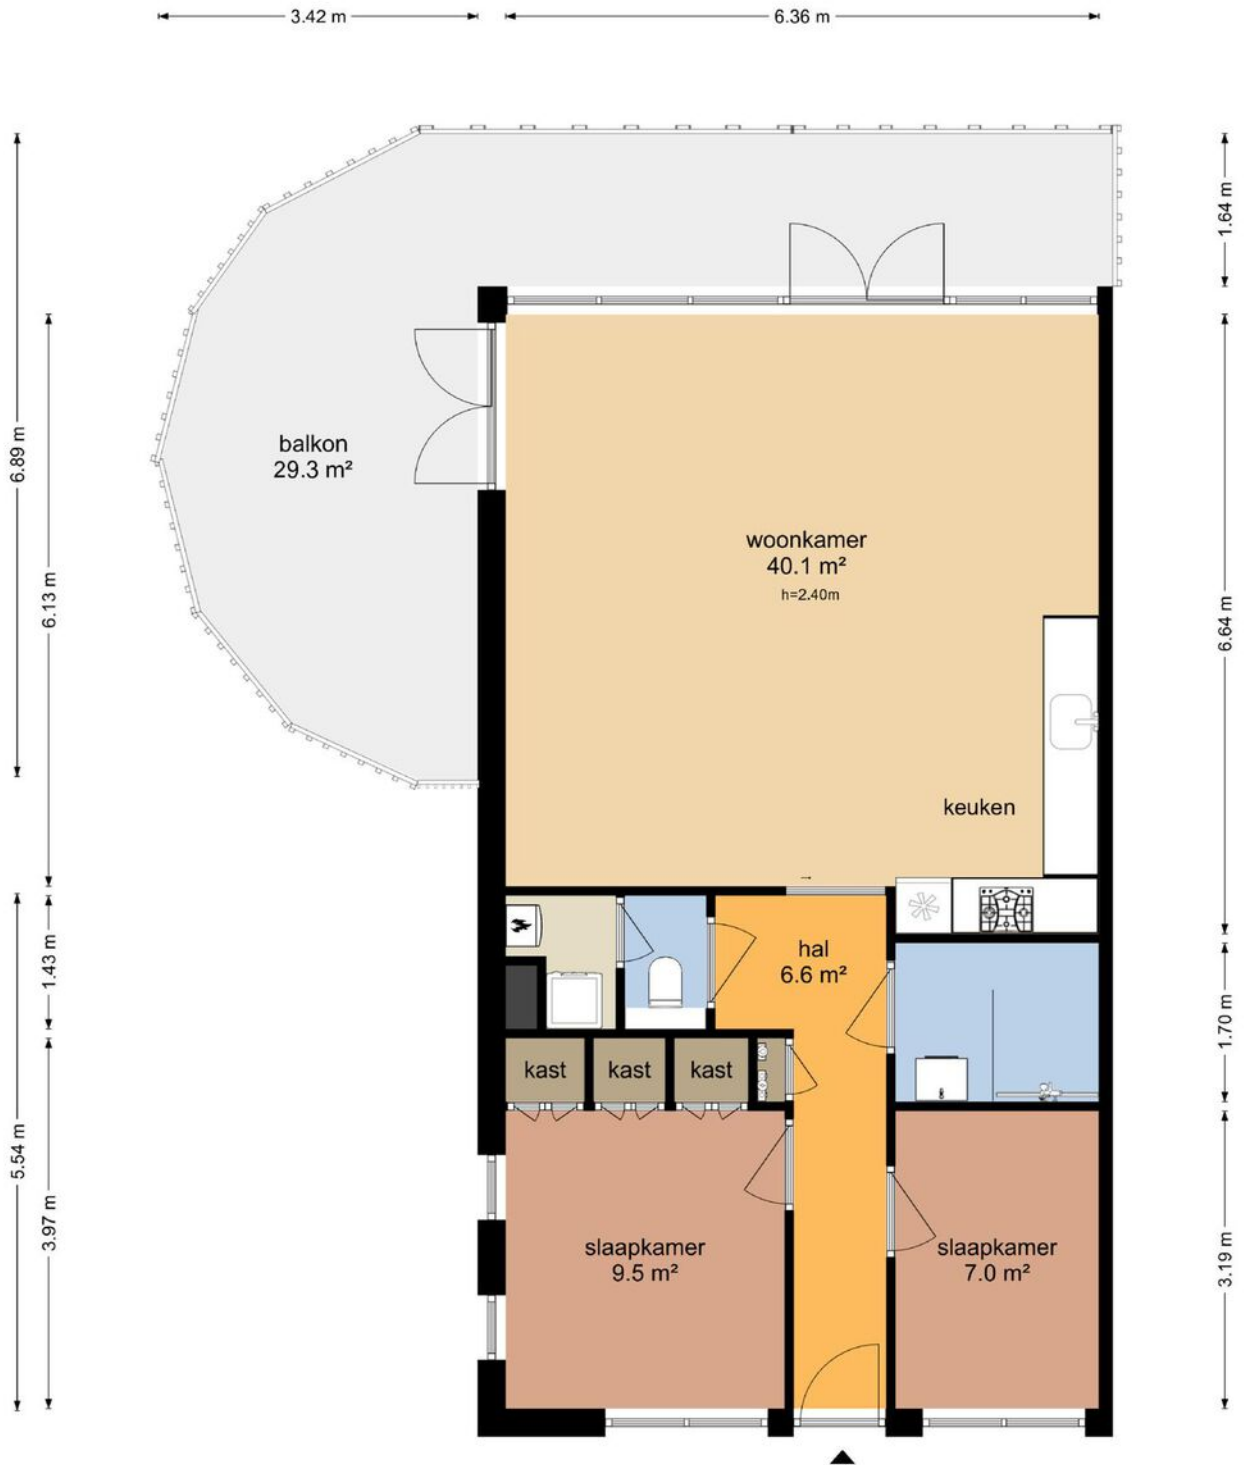 3.42 m
6.36 m
1.64 m
6.89 m
6.13 m
balkon
29.3 m²
woonkamer
40.1 m²
h=2.40m
6.64 m
keuken
1.43 m
hal
6.6 m²
1.70 m
kast
kast
kast
5.54 m
3.97 m
slaapkamer
9.5 m²
slaapkamer
7.0 m²
3.19 m